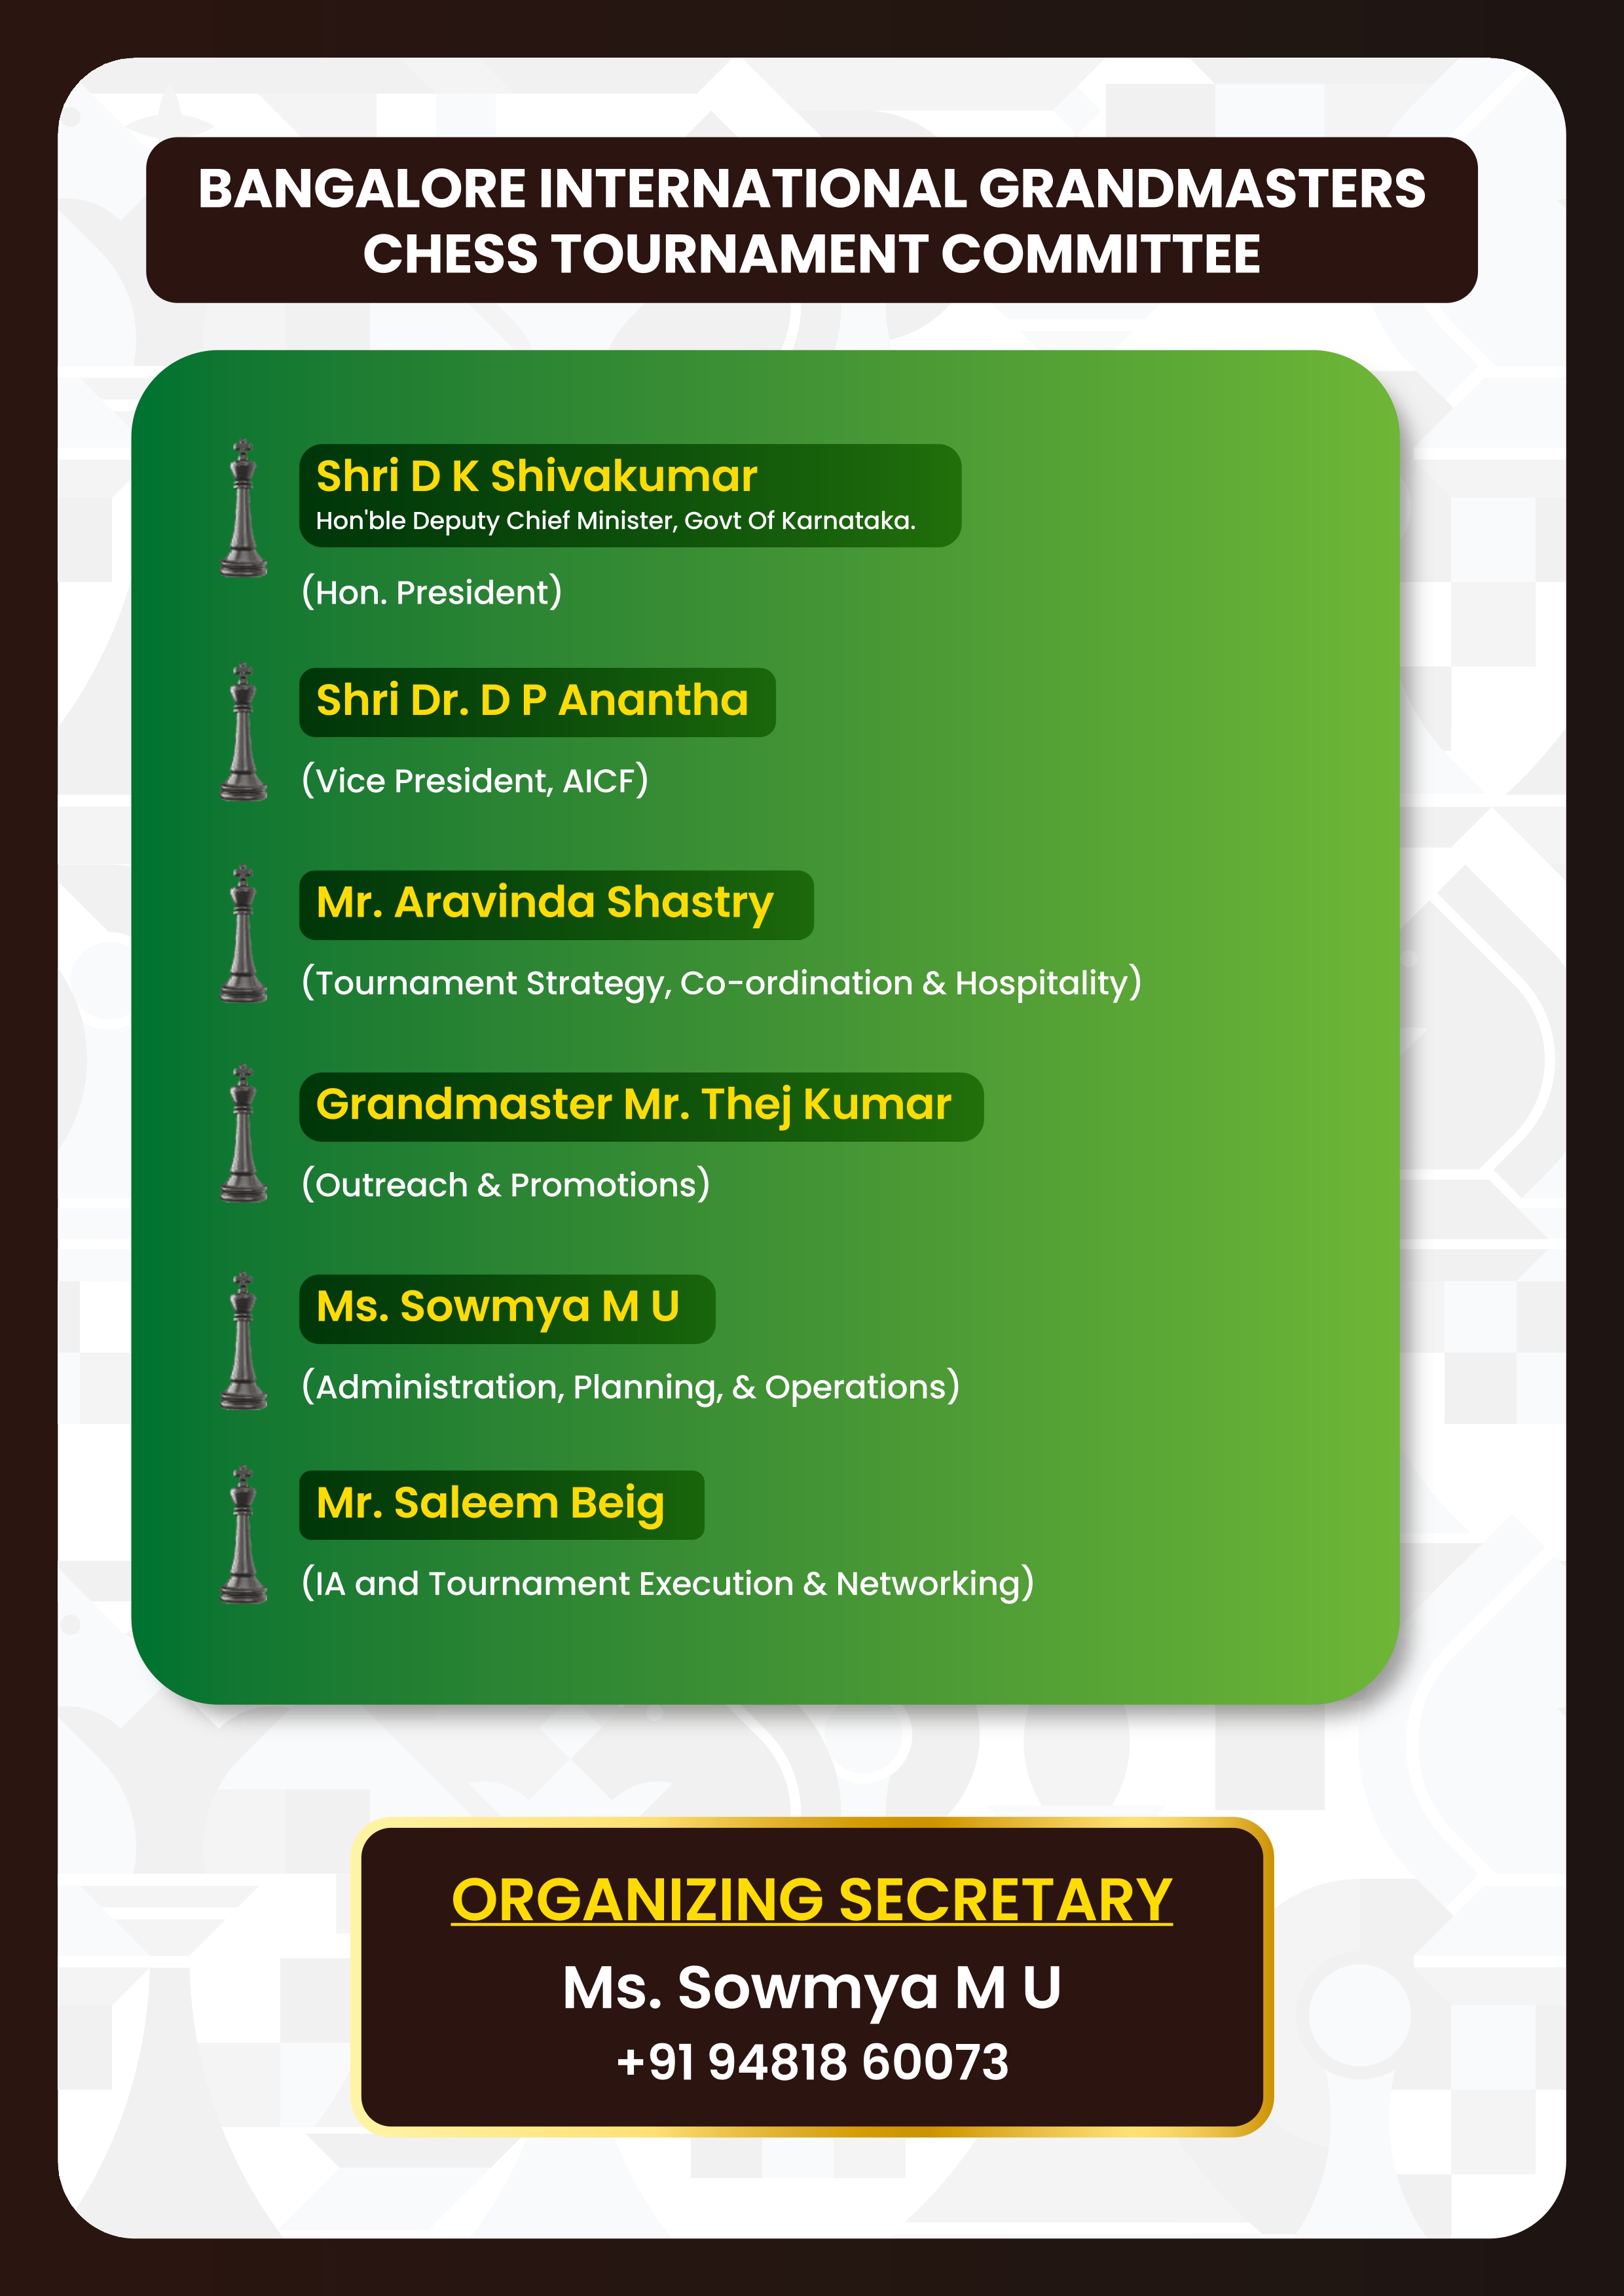 BANGALORE INTERNATIONAL GRANDMASTERS
CHESS TOURNAMENT COMMITTEE
Shri D K Shivakumar
Hon'ble Deputy Chief Minister, Govt Of Karnataka.
(Hon. President)
Shri Dr. D P Anantha
(Vice President, AICF)
Mr. Aravinda Shastry
(Tournament Strategy, Co-ordination & Hospitality)
Grandmaster Mr. Thej Kumar
(Outreach & Promotions)
Ms. Sowmya M U
(Administration, Planning, & Operations)
Mr. Saleem Beig
(IA and Tournament Execution & Networking)
ORGANIZING SECRETARY
Ms. Sowmya M U
+91 94818 60073